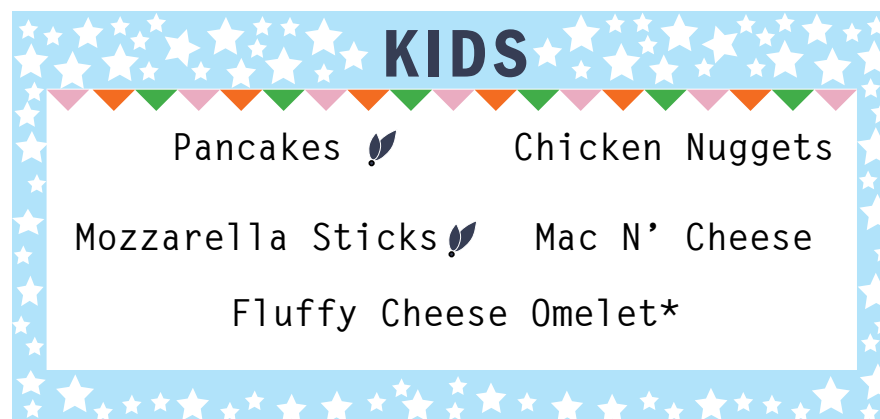 KIDS
Pancakes
Chicken Nuggets
Mozzarella Sticks
Mac N’ Cheese
Fluffy Cheese Omelet*